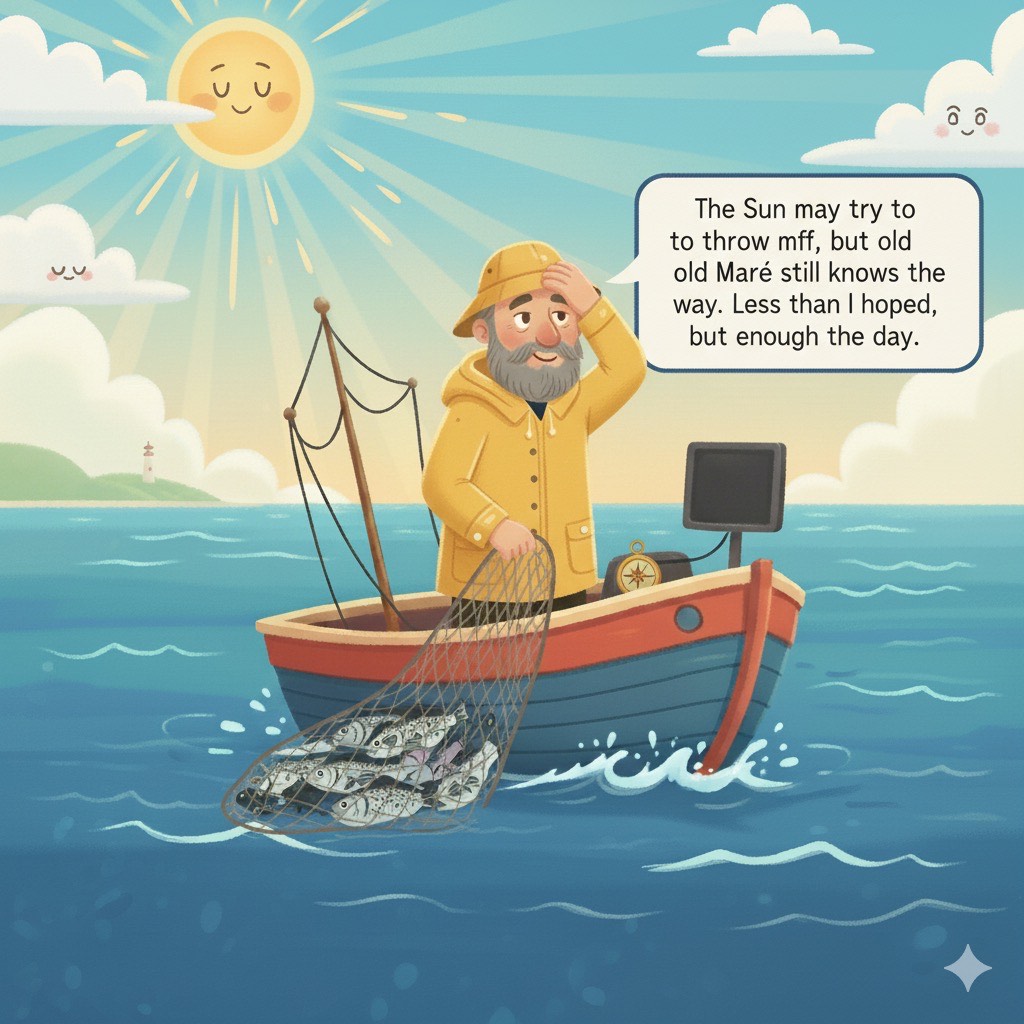 The Sun may try to
to throw mff, but old
old Maré still knows the
way. Less than I hoped,
but enough the day.